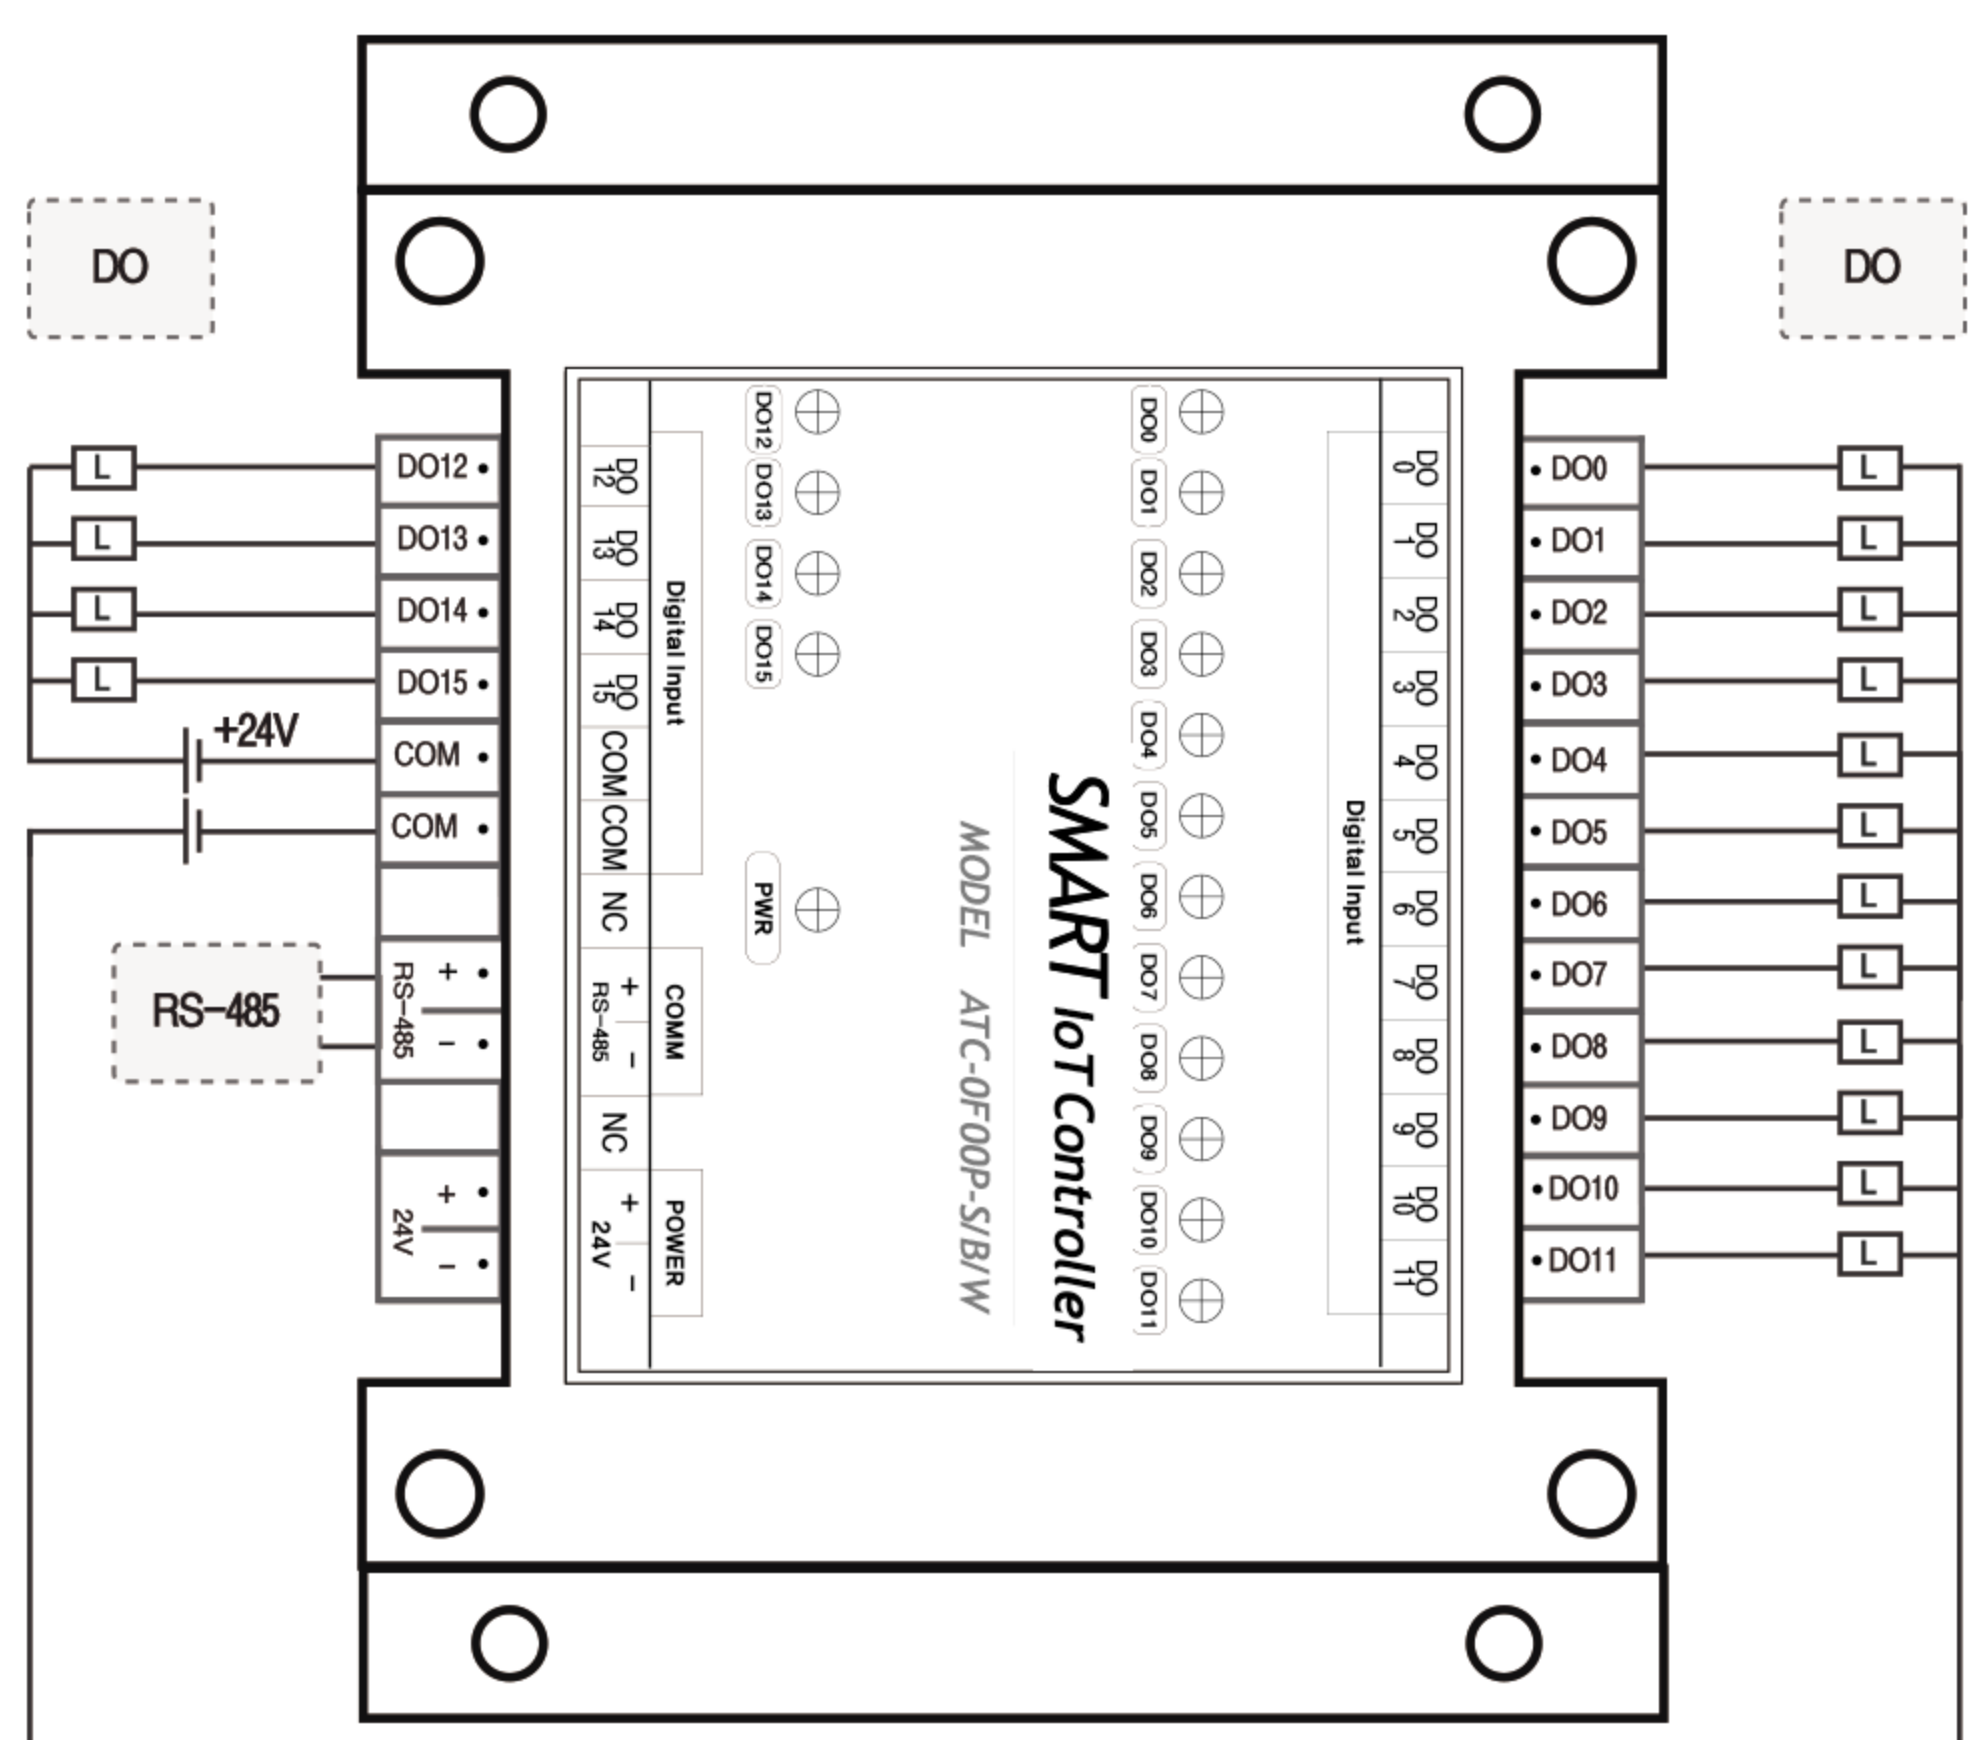 DO
DO
L
DO12
L
DO13
L
DO14
L
DO15
+24V
COM
COM
RS-485
RS-485
+
-
24V
+
-
DO
12
DO
13
DO
14
DO
15
COM
COM
NC
+
RS-485
-
NC
+
24V
-
Digital Input
COMM
POWER
DO12
DO13
DO14
DO15
PWR
MODEL ATC-0F00P-S/B/W
SMART IoT Controller
DO0
DO1
DO2
DO3
DO4
DO5
DO6
DO7
DO8
DO9
DO10
DO11
Digital Input
DO
0
DO
1
DO
2
DO
3
DO
4
DO
5
DO
6
DO
7
DO
8
DO
9
DO
10
DO
11
DO0
L
DO1
L
DO2
L
DO3
L
DO4
L
DO5
L
DO6
L
DO7
L
DO8
L
DO9
L
DO10
L
DO11
L